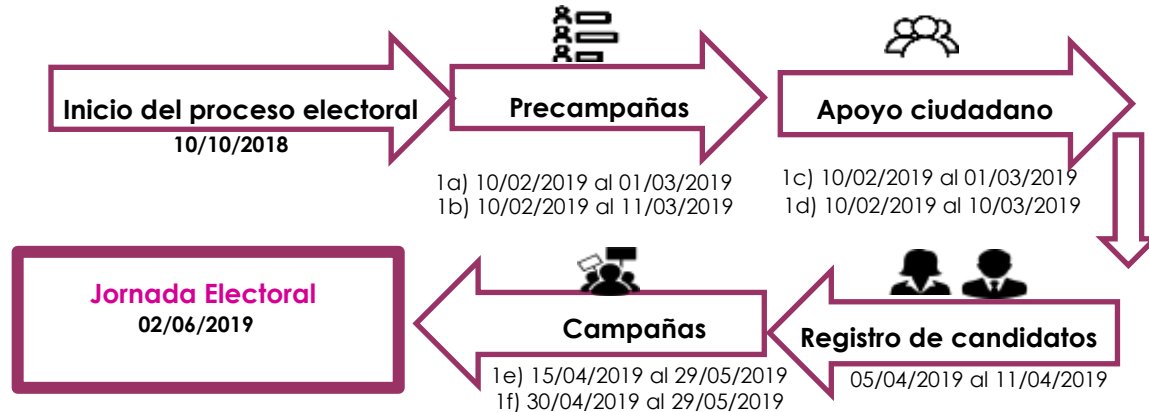 Inicio del proceso electoral
10/10/2018
Precampañas
1a) 10/02/2019 al 01/03/2019
1b) 10/02/2019 al 11/03/2019
Apoyo ciudadano
1c) 10/02/2019 al 01/03/2019
1d) 10/02/2019 al 10/03/2019
Registro de candidatos
05/04/2019 al 11/04/2019
Campañas
1e) 15/04/2019 al 29/05/2019
1f) 30/04/2019 al 29/05/2019
Jornada Electoral
02/06/2019